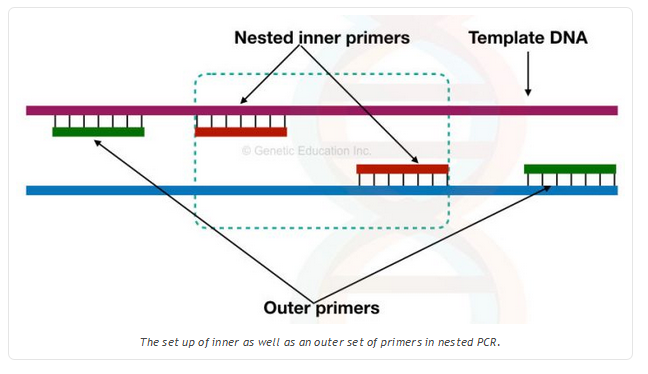 Nested inner primers
Template DNA
© Genetic Education Inc.
Outer primers
The set up of inner as well as an outer set of primers in nested PCR.